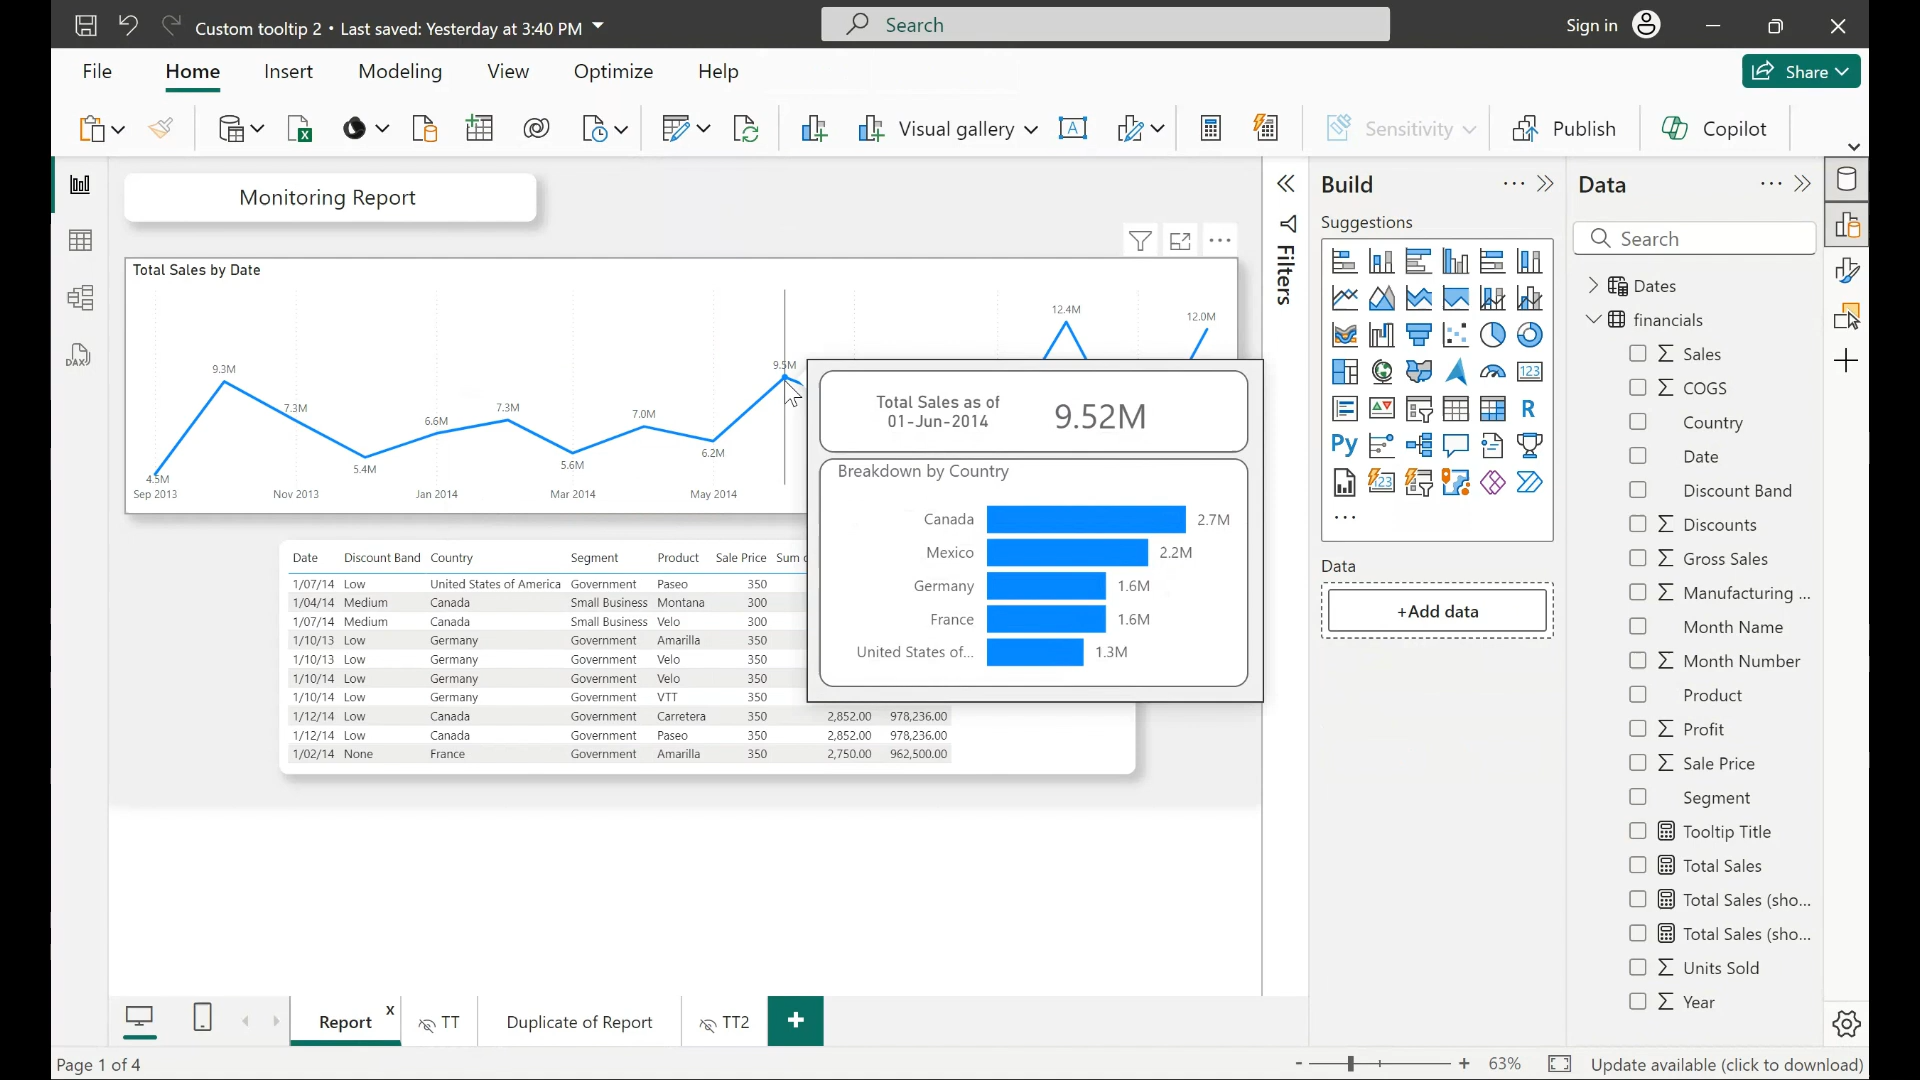 Custom tooltip 2 • Last saved: Yesterday at 3:40 PM
Search
Sign in
File Home Insert Modeling View Optimize Help
Share
Visual gallery
Sensitivity
Publish
Copilot
Monitoring Report
Total Sales by Date
4.5M
9.3M
7.3M
5.4M
6.6M
7.3M
5.6M
7.0M
6.2M
9.5M
12.4M
12.0M
Sep 2013 Nov 2013 Jan 2014 Mar 2014 May 2014
Total Sales as of
01-Jun-2014
9.52M
Breakdown by Country
Canada 2.7M
Mexico 2.2M
Germany 1.6M
France 1.6M
United States of... 1.3M
Date Discount Band Country Segment Product Sale Price Sum
1/07/14 Low United States of America Government Paseo 350
1/04/14 Medium Canada Small Business Montana 300
1/07/14 Medium Canada Small Business Velo 300
1/10/13 Low Germany Government Amarilla 350
1/10/13 Low Germany Government Velo 350
1/10/14 Low Germany Government Velo 350
1/10/14 Low Germany Government VTT 350
1/12/14 Low Canada Government Carretera 350 2,852.00 978,236.00
1/12/14 Low Canada Government Paseo 350 2,852.00 978,236.00
1/02/14 None France Government Amarilla 350 2,750.00 962,500.00
Filters
Build
Suggestions
123
R
Py
123
Data
+Add data
Data
Search
Dates
financials
Sales
COGS
Country
Date
Discount Band
Discounts
Gross Sales
Manufacturing ...
Month Name
Month Number
Product
Profit
Sale Price
Segment
Tooltip Title
Total Sales
Total Sales (sho...
Total Sales (sho...
Units Sold
Year
DAX
Report x
TT
Duplicate of Report
TT2
+
Page 1 of 4
- + 63%
Update available (click to download)